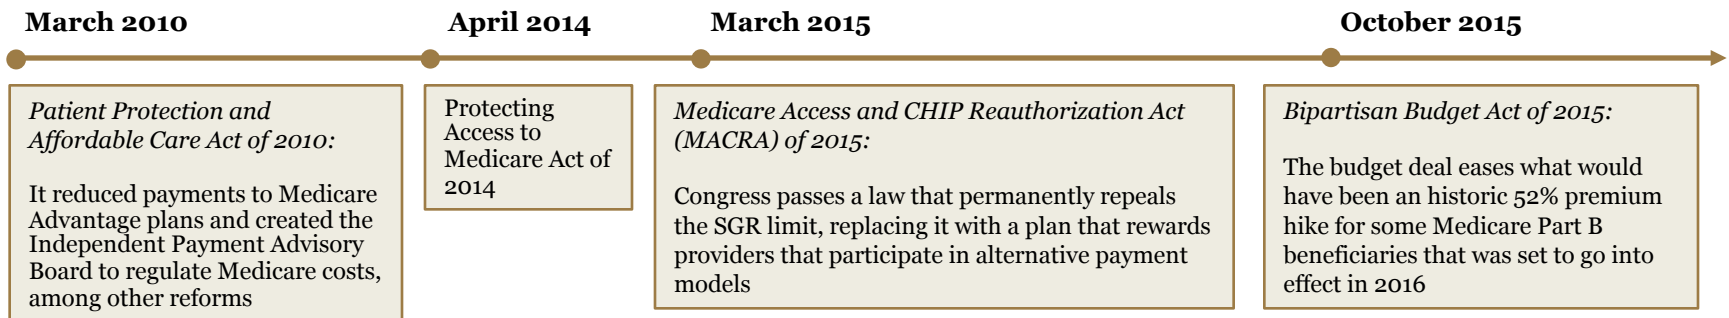 March 2010
April 2014
March 2015
October 2015
Patient Protection and
Affordable Care Act of 2010:
It reduced payments to Medicare
Advantage plans and created the
Independent Payment Advisory
Board to regulate Medicare costs,
among other reforms
Protecting
Access to
Medicare Act of
2014
Medicare Access and CHIP Reauthorization Act
(MACRA) of 2015:
Congress passes a law that permanently repeals
the SGR limit, replacing it with a plan that rewards
providers that participate in alternative payment
models
Bipartisan Budget Act of 2015:
The budget deal eases what would
have been an historic 52% premium
hike for some Medicare Part B
beneficiaries that was set to go into
effect in 2016